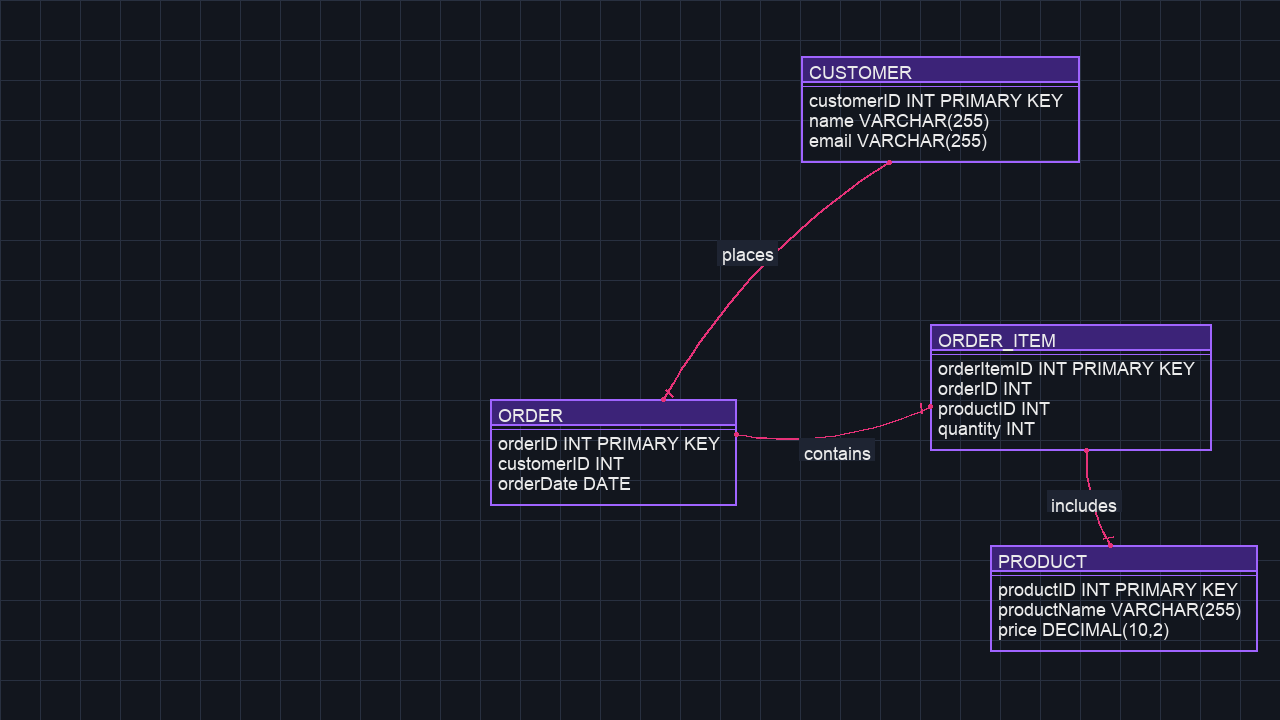 CUSTOMER
customerID INT PRIMARY KEY
name VARCHAR(255)
email VARCHAR(255)
places
ORDER_ITEM
orderItemID INT PRIMARY KEY
orderID INT
productID INT
quantity INT
ORDER
orderID INT PRIMARY KEY
customerID INT
orderDate DATE
contains
includes
PRODUCT
productID INT PRIMARY KEY
productName VARCHAR(255)
price DECIMAL(10,2)